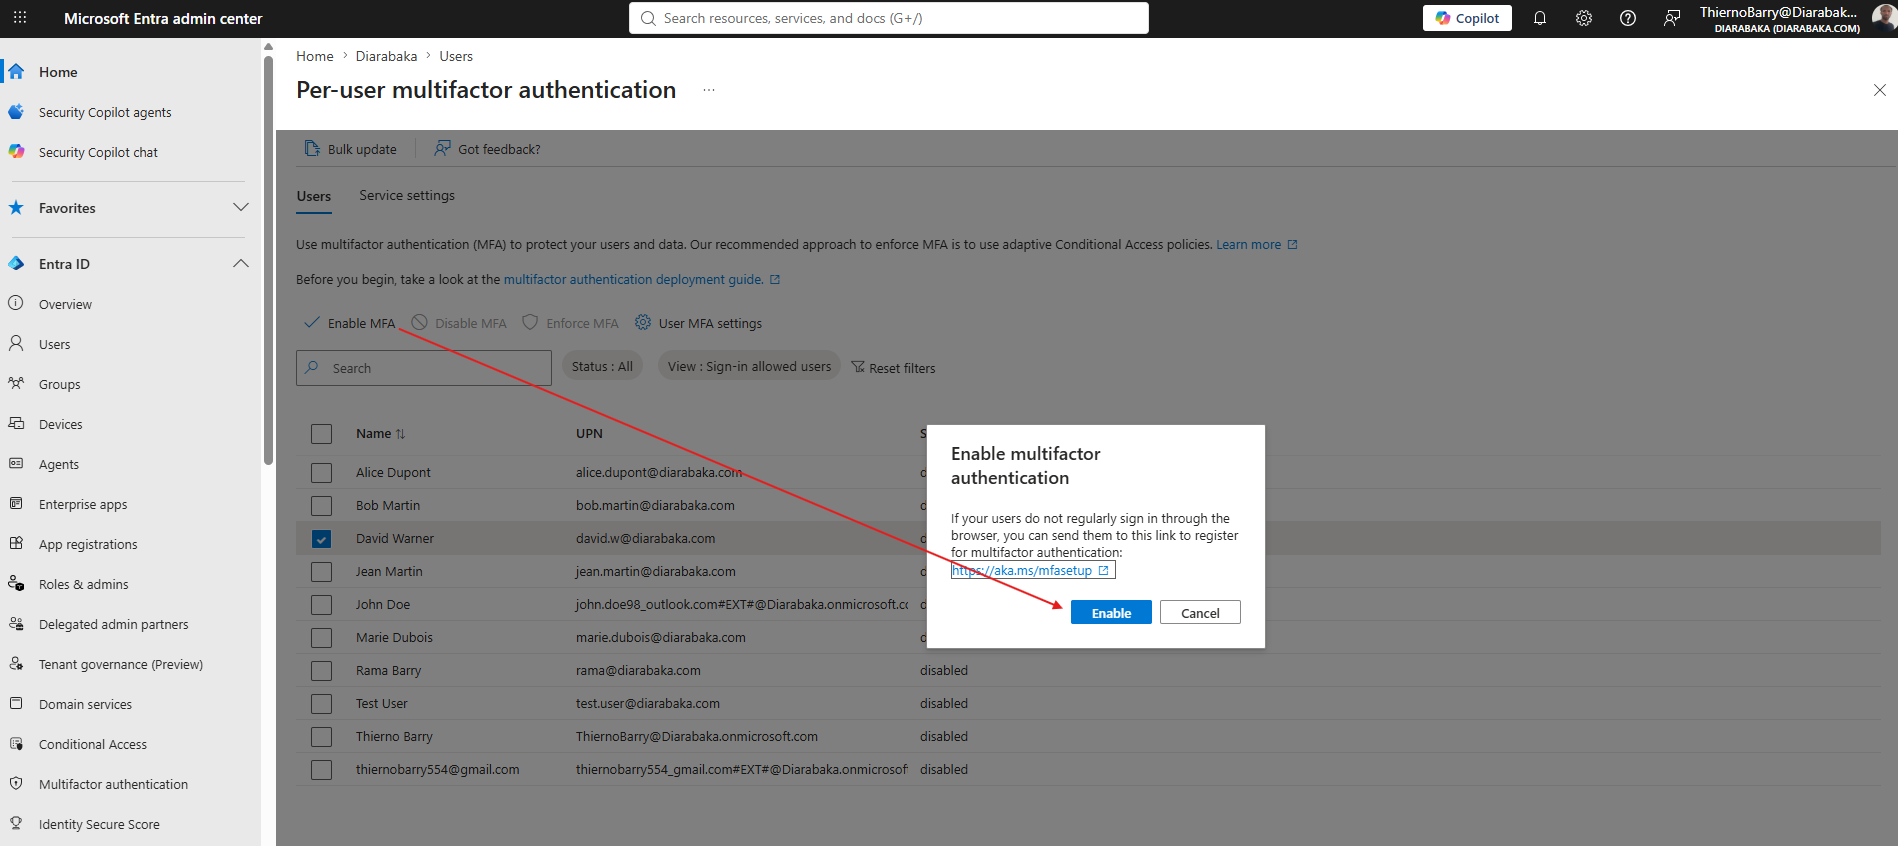 Microsoft Entra admin center
Search resources, services, and docs (G+/)
Copilot
ThiernoBarry@Diarabak...
DIARABAKA (DIARABAKA.COM)
Home
Security Copilot agents
Security Copilot chat
Favorites
Entra ID
Overview
Users
Groups
Devices
Agents
Enterprise apps
App registrations
Roles & admins
Delegated admin partners
Tenant governance (Preview)
Domain services
Conditional Access
Multifactor authentication
Identity Secure Score
Home > Diarabaka > Users
Per-user multifactor authentication ...
Bulk update
Got feedback?
Users
Service settings
Use multifactor authentication (MFA) to protect your users and data. Our recommended approach to enforce MFA is to use adaptive Conditional Access policies. Learn more
Before you begin, take a look at the multifactor authentication deployment guide.
Enable MFA
Disable MFA
Enforce MFA
User MFA settings
Search
Status : All
View : Sign-in allowed users
Reset filters
Name UPN S
Alice Dupont alice.dupont@diarabaka.com d
Bob Martin bob.martin@diarabaka.com d
David Warner david.w@diarabaka.com d
Jean Martin jean.martin@diarabaka.com d
John Doe john.doe98_outlook.com#EXT#@Diarabaka.onmicrosoft.cc d
Marie Dubois marie.dubois@diarabaka.com d
Rama Barry rama@diarabaka.com disabled
Test User test.user@diarabaka.com disabled
Thierno Barry ThiernoBarry@Diarabaka.onmicrosoft.com disabled
thiernobarry554@gmail.com thiernobarry554_gmail.com#EXT#@Diarabaka.onmicrosoft disabled
Enable multifactor
authentication
If your users do not regularly sign in through the
browser, you can send them to this link to register
for multifactor authentication:
https://aka.ms/mfasetup
Enable
Cancel